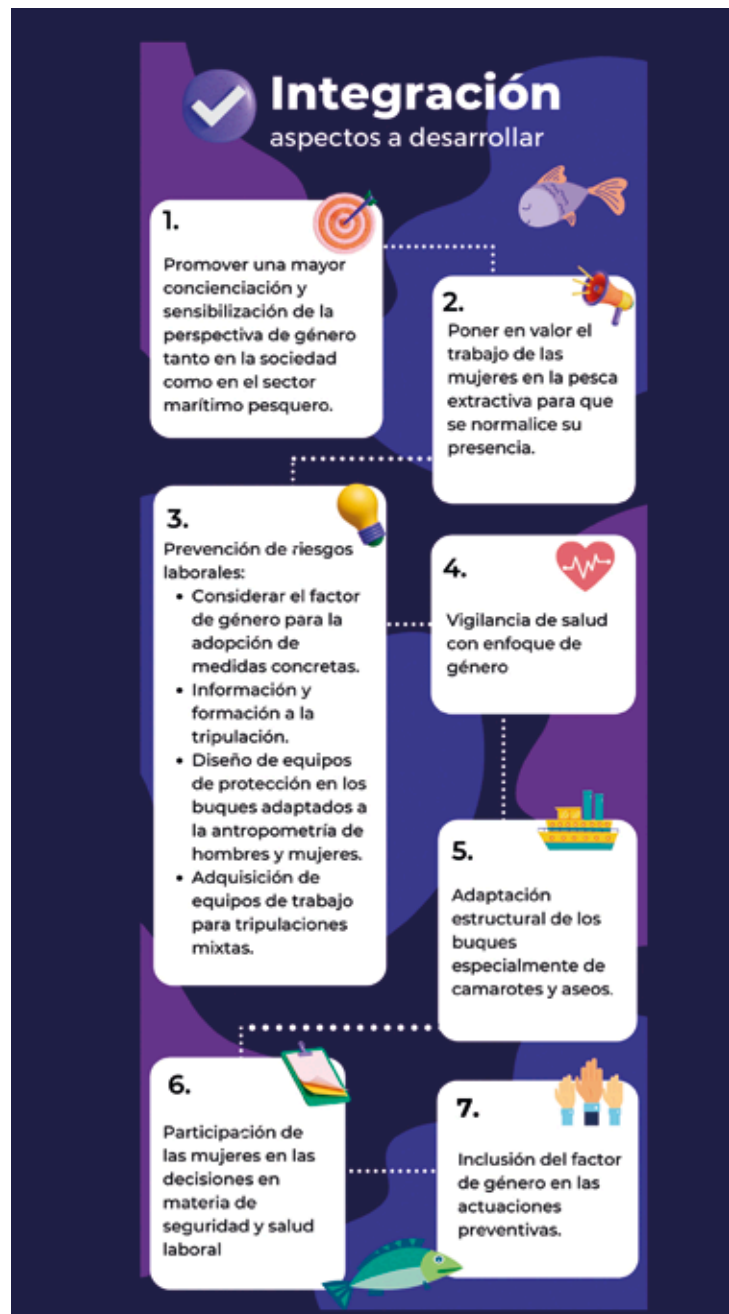 Integración
aspectos a desarrollar
1.
Promover una mayor
concienciación y
sensibilización de la
perspectiva de género
tanto en la sociedad
como en el sector
marítimo pesquero.
2.
Poner en valor el
trabajo de las
mujeres en la pesca
extractiva para que
se normalice su
presencia.
3.
Prevención de riesgos
laborales:
• Considerar el factor
de género para la
adopción de
medidas concretas.
• Información y
formación a la
tripulación.
• Diseño de equipos
de protección en los
buques adaptados a
la antropometría de
hombres y mujeres.
• Adquisición de
equipos de trabajo
para tripulaciones
mixtas.
4.
Vigilancia de salud
con enfoque de
género
5.
Adaptación
estructural de los
buques
especialmente de
camarotes y aseos.
6.
Participación de
las mujeres en las
decisiones en
materia de
seguridad y salud
laboral
7.
Inclusión del factor
de género en las
actuaciones
preventivas.